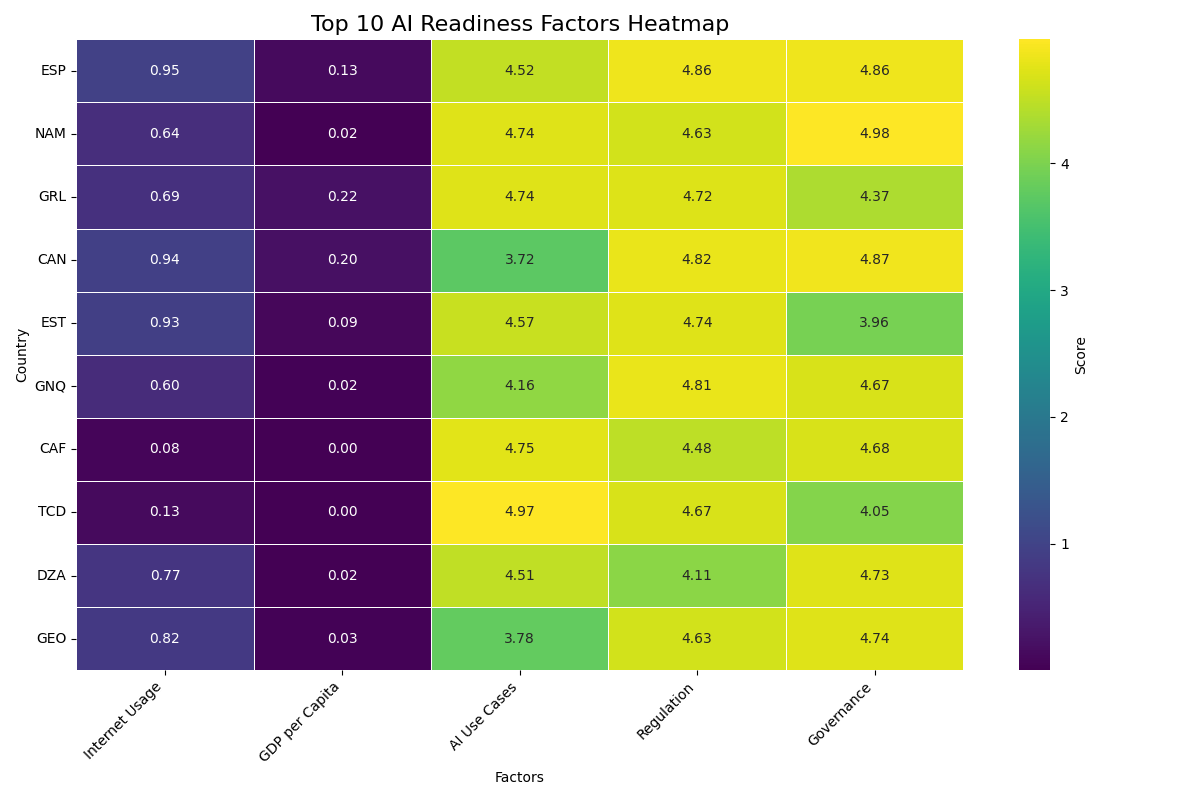 Top 10 AI Readiness Factors Heatmap
ESP 0.95 0.13 4.52 4.86 4.86
NAM 0.64 0.02 4.74 4.63 4.98
GRL 0.69 0.22 4.74 4.72 4.37
CAN 0.94 0.20 3.72 4.82 4.87
EST 0.93 0.09 4.57 4.74 3.96
GNQ 0.60 0.02 4.16 4.81 4.67
CAF 0.08 0.00 4.75 4.48 4.68
TCD 0.13 0.00 4.97 4.67 4.05
DZA 0.77 0.02 4.51 4.11 4.73
GEO 0.82 0.03 3.78 4.63 4.74
Country
Internet Usage
GDP per Capita
AI Use Cases
Regulation
Governance
Factors
4
3
2
1
Score